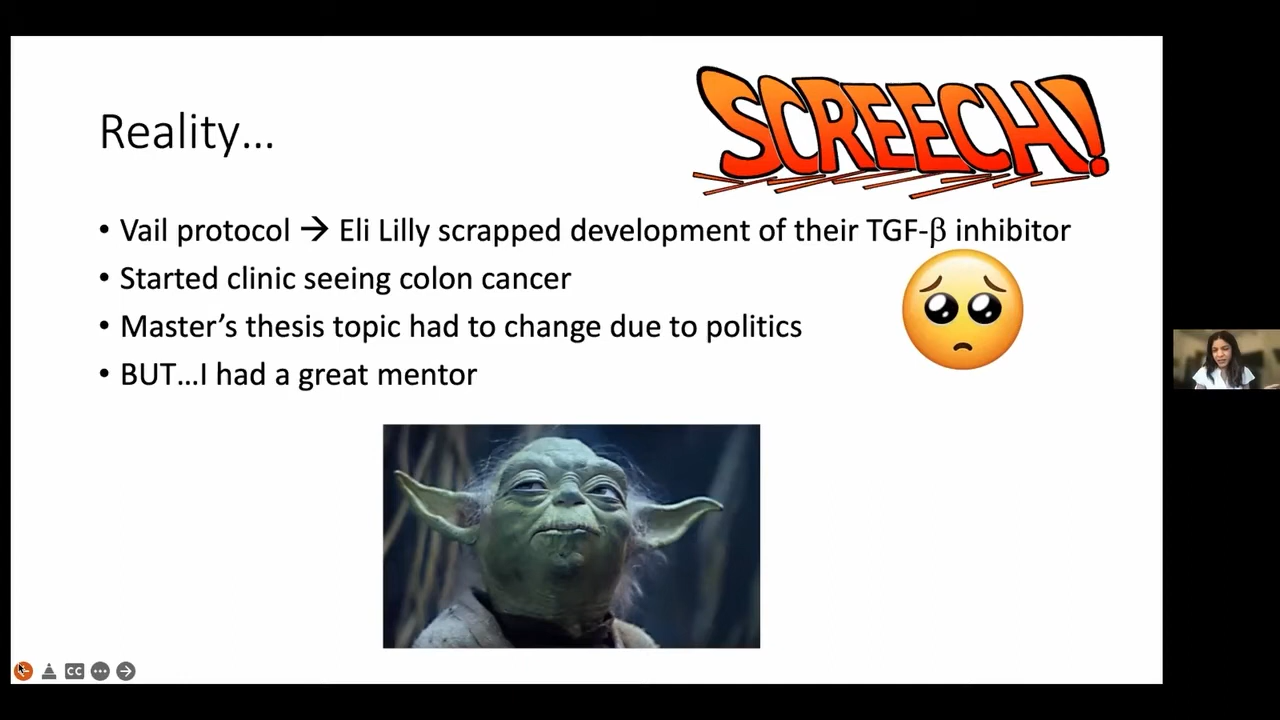 SCREECH!
Reality...
• Vail protocol → Eli Lilly scrapped development of their TGF-β inhibitor
• Started clinic seeing colon cancer
• Master’s thesis topic had to change due to politics
• BUT...I had a great mentor
CC